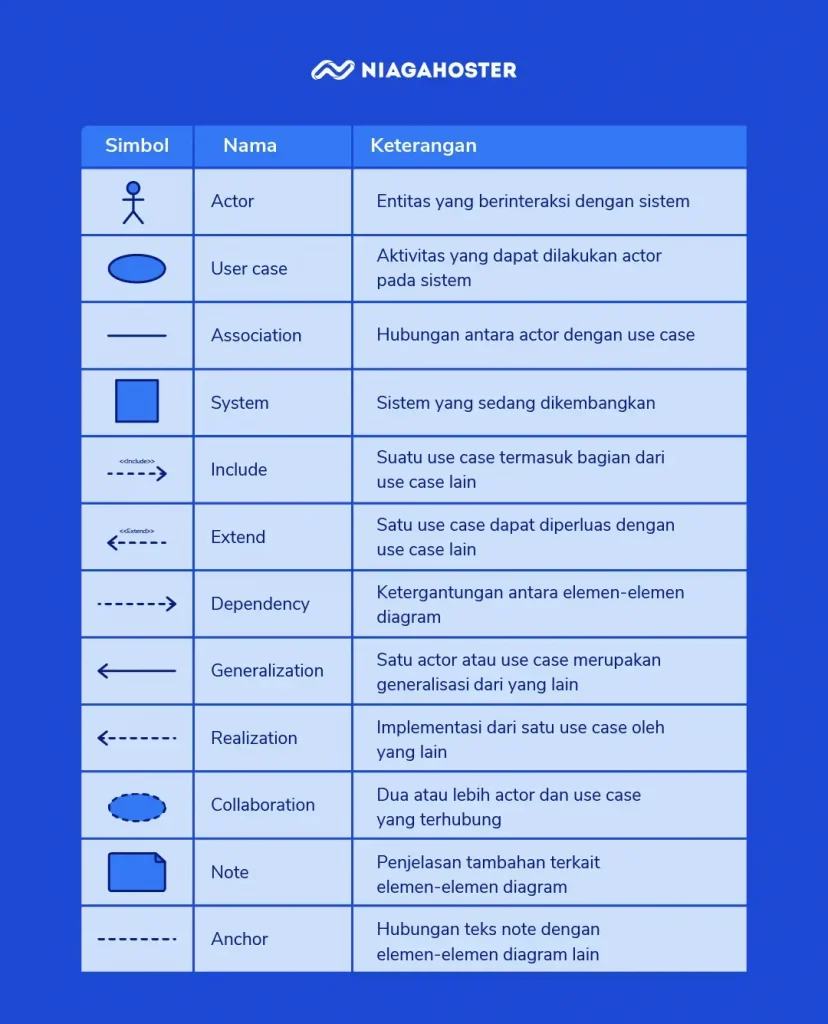 NIAGAHOSTER
Simbol Nama Keterangan
Actor Entitas yang berinteraksi dengan sistem
User case Aktivitas yang dapat dilakukan actor
pada sistem
Association Hubungan antara actor dengan use case
System Sistem yang sedang dikembangkan
<<Include>> Include Suatu use case termasuk bagian dari
use case lain
<<Extend>> Extend Satu use case dapat diperluas dengan
use case lain
Dependency Ketergantungan antara elemen-elemen
diagram
Generalization Satu actor atau use case merupakan
generalisasi dari yang lain
Realization Implementasi dari satu use case oleh
yang lain
Collaboration Dua atau lebih actor dan use case
yang terhubung
Note Penjelasan tambahan terkait
elemen-elemen diagram
Anchor Hubungan teks note dengan
elemen-elemen diagram lain